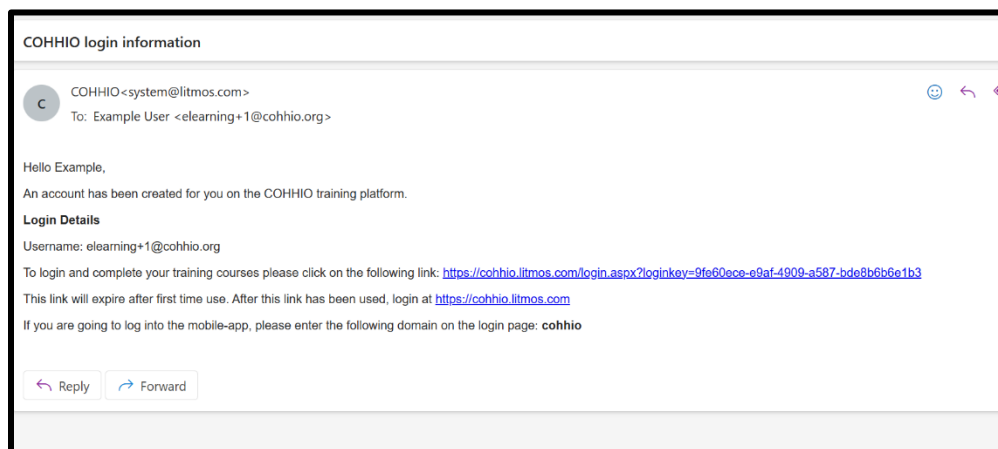 COHHIO login information
C
COHHIO<system@litmos.com>
To: Example User <elearning+1@cohhio.org>
Hello Example,
An account has been created for you on the COHHIO training platform.
Login Details
Username: elearning+1@cohhio.org
To login and complete your training courses please click on the following link: https://cohhio.litmos.com/login.aspx?loginkey=9fe60ece-e9af-4909-a587-bde8b6b6e1b3
This link will expire after first time use. After this link has been used, login at https://cohhio.litmos.com
If you are going to log into the mobile-app, please enter the following domain on the login page: cohhio
Reply
Forward